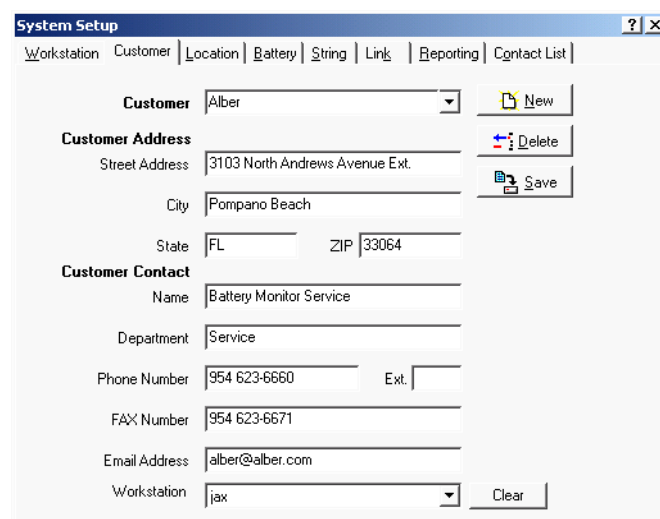 System Setup ? x
Workstation Customer Location Battery String Link Reporting Contact List
Customer Alber New
Customer Address Delete
Street Address 3103 North Andrews Avenue Ext.
Save
City Pompano Beach
State FL ZIP 33064
Customer Contact
Name Battery Monitor Service
Department Service
Phone Number 954 623-6660 Ext.
FAX Number 954 623-6671
Email Address alber@alber.com
Workstation jax Clear